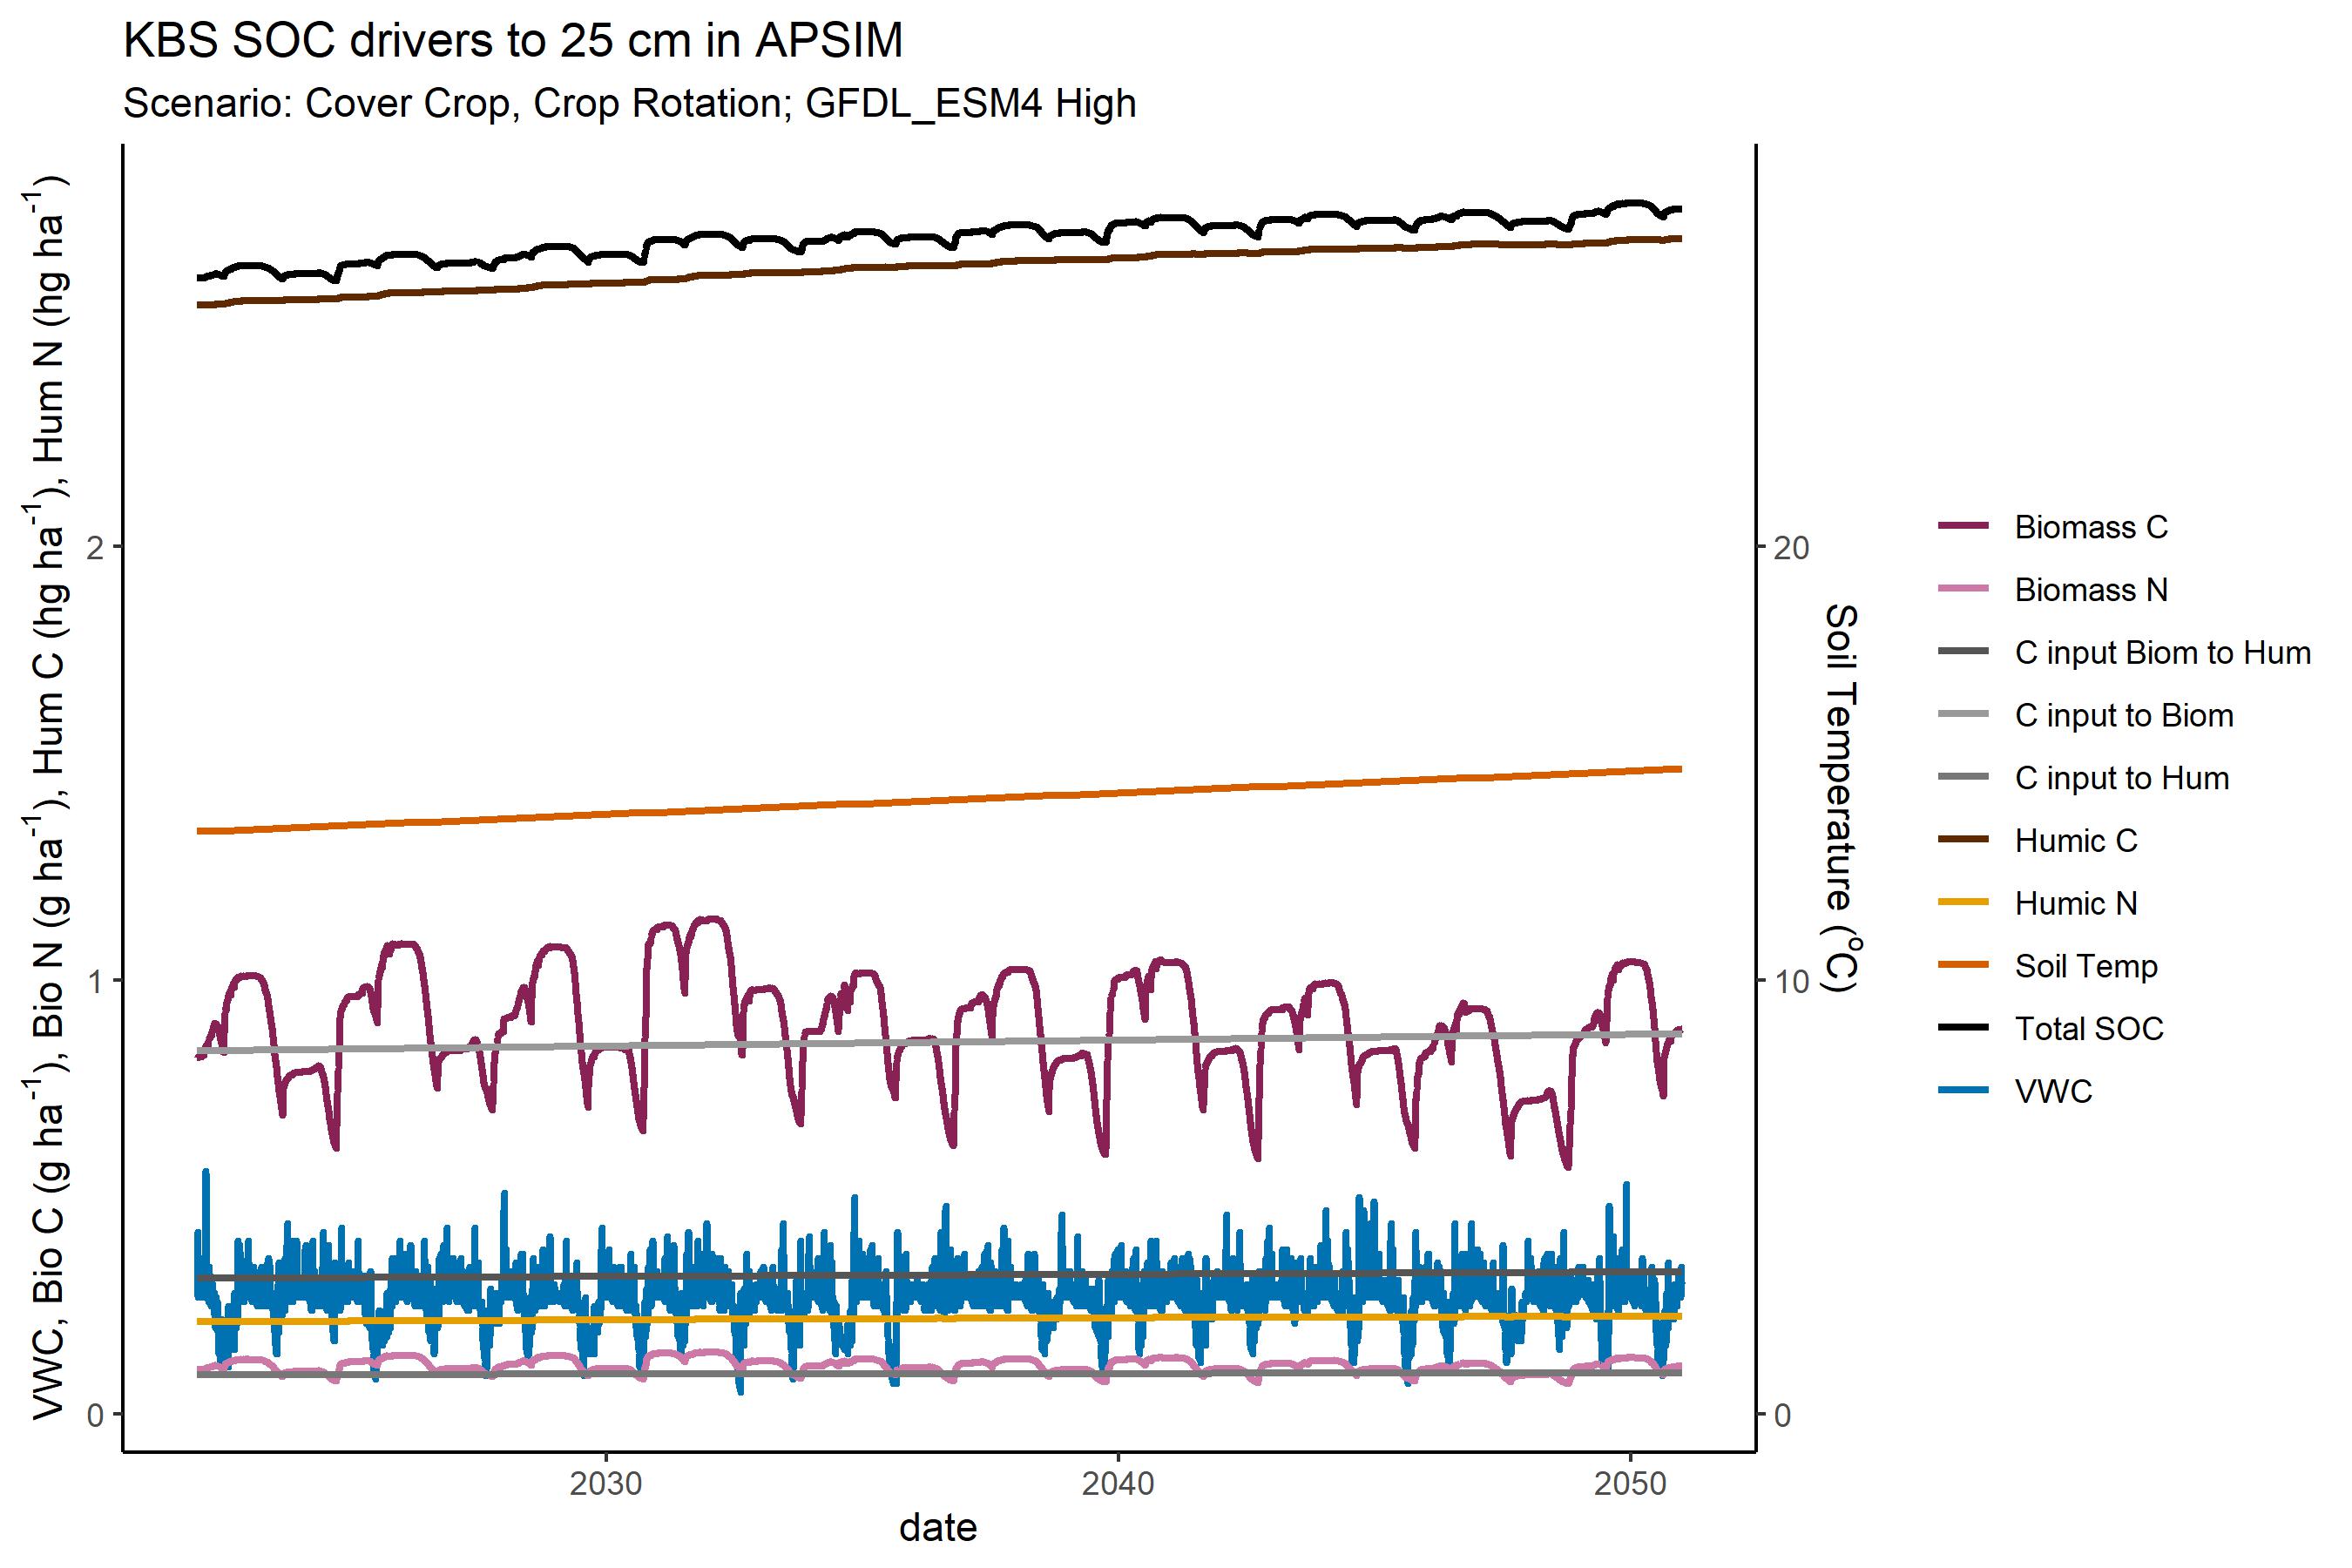 KBS SOC drivers to 25 cm in APSIM
Scenario: Cover Crop, Crop Rotation; GFDL_ESM4 High
VWC, Bio C (g ha⁻¹), Bio N (g ha⁻¹), Hum C (hg ha⁻¹), Hum N (hg ha⁻¹)
2
1
0
20
10
0
Soil Temperature (ºC)
2030
2040
2050
date
Biomass C
Biomass N
C input Biom to Hum
C input to Biom
C input to Hum
Humic C
Humic N
Soil Temp
Total SOC
VWC